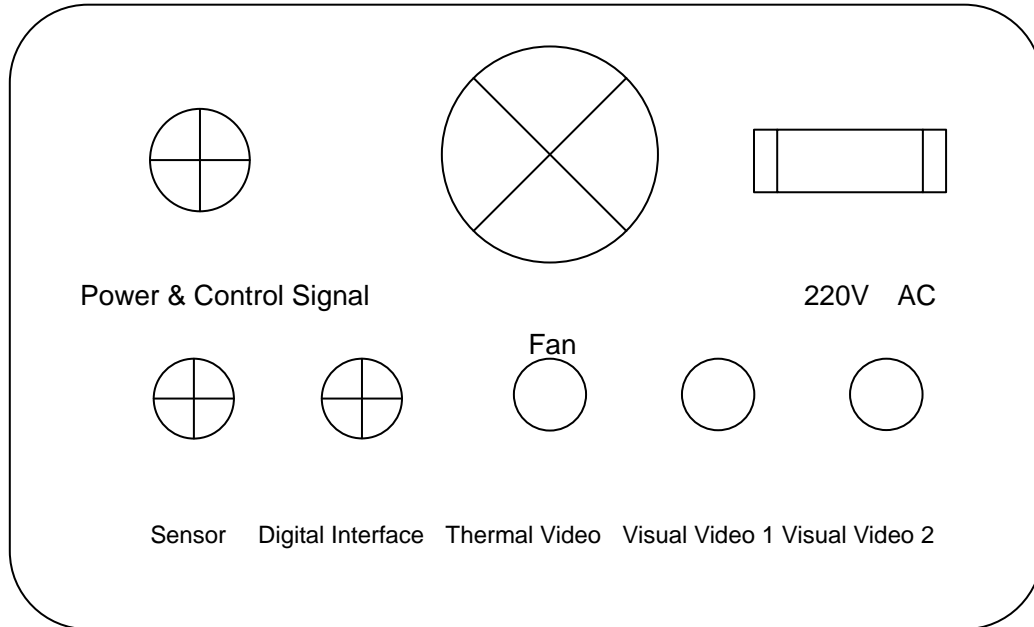 Power & Control Signal 220V AC
Fan
Sensor Digital Interface Thermal Video Visual Video 1 Visual Video 2